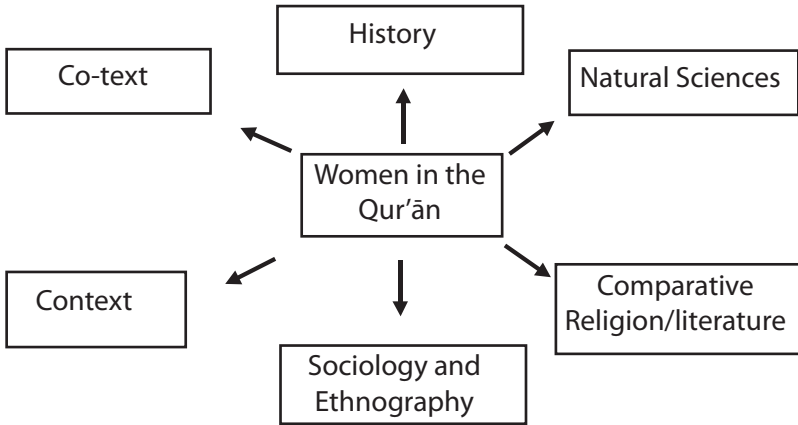 History
Co-text
Natural Sciences
Women in the
Qur’ān
Context
Comparative
Religion/literature
Sociology and
Ethnography